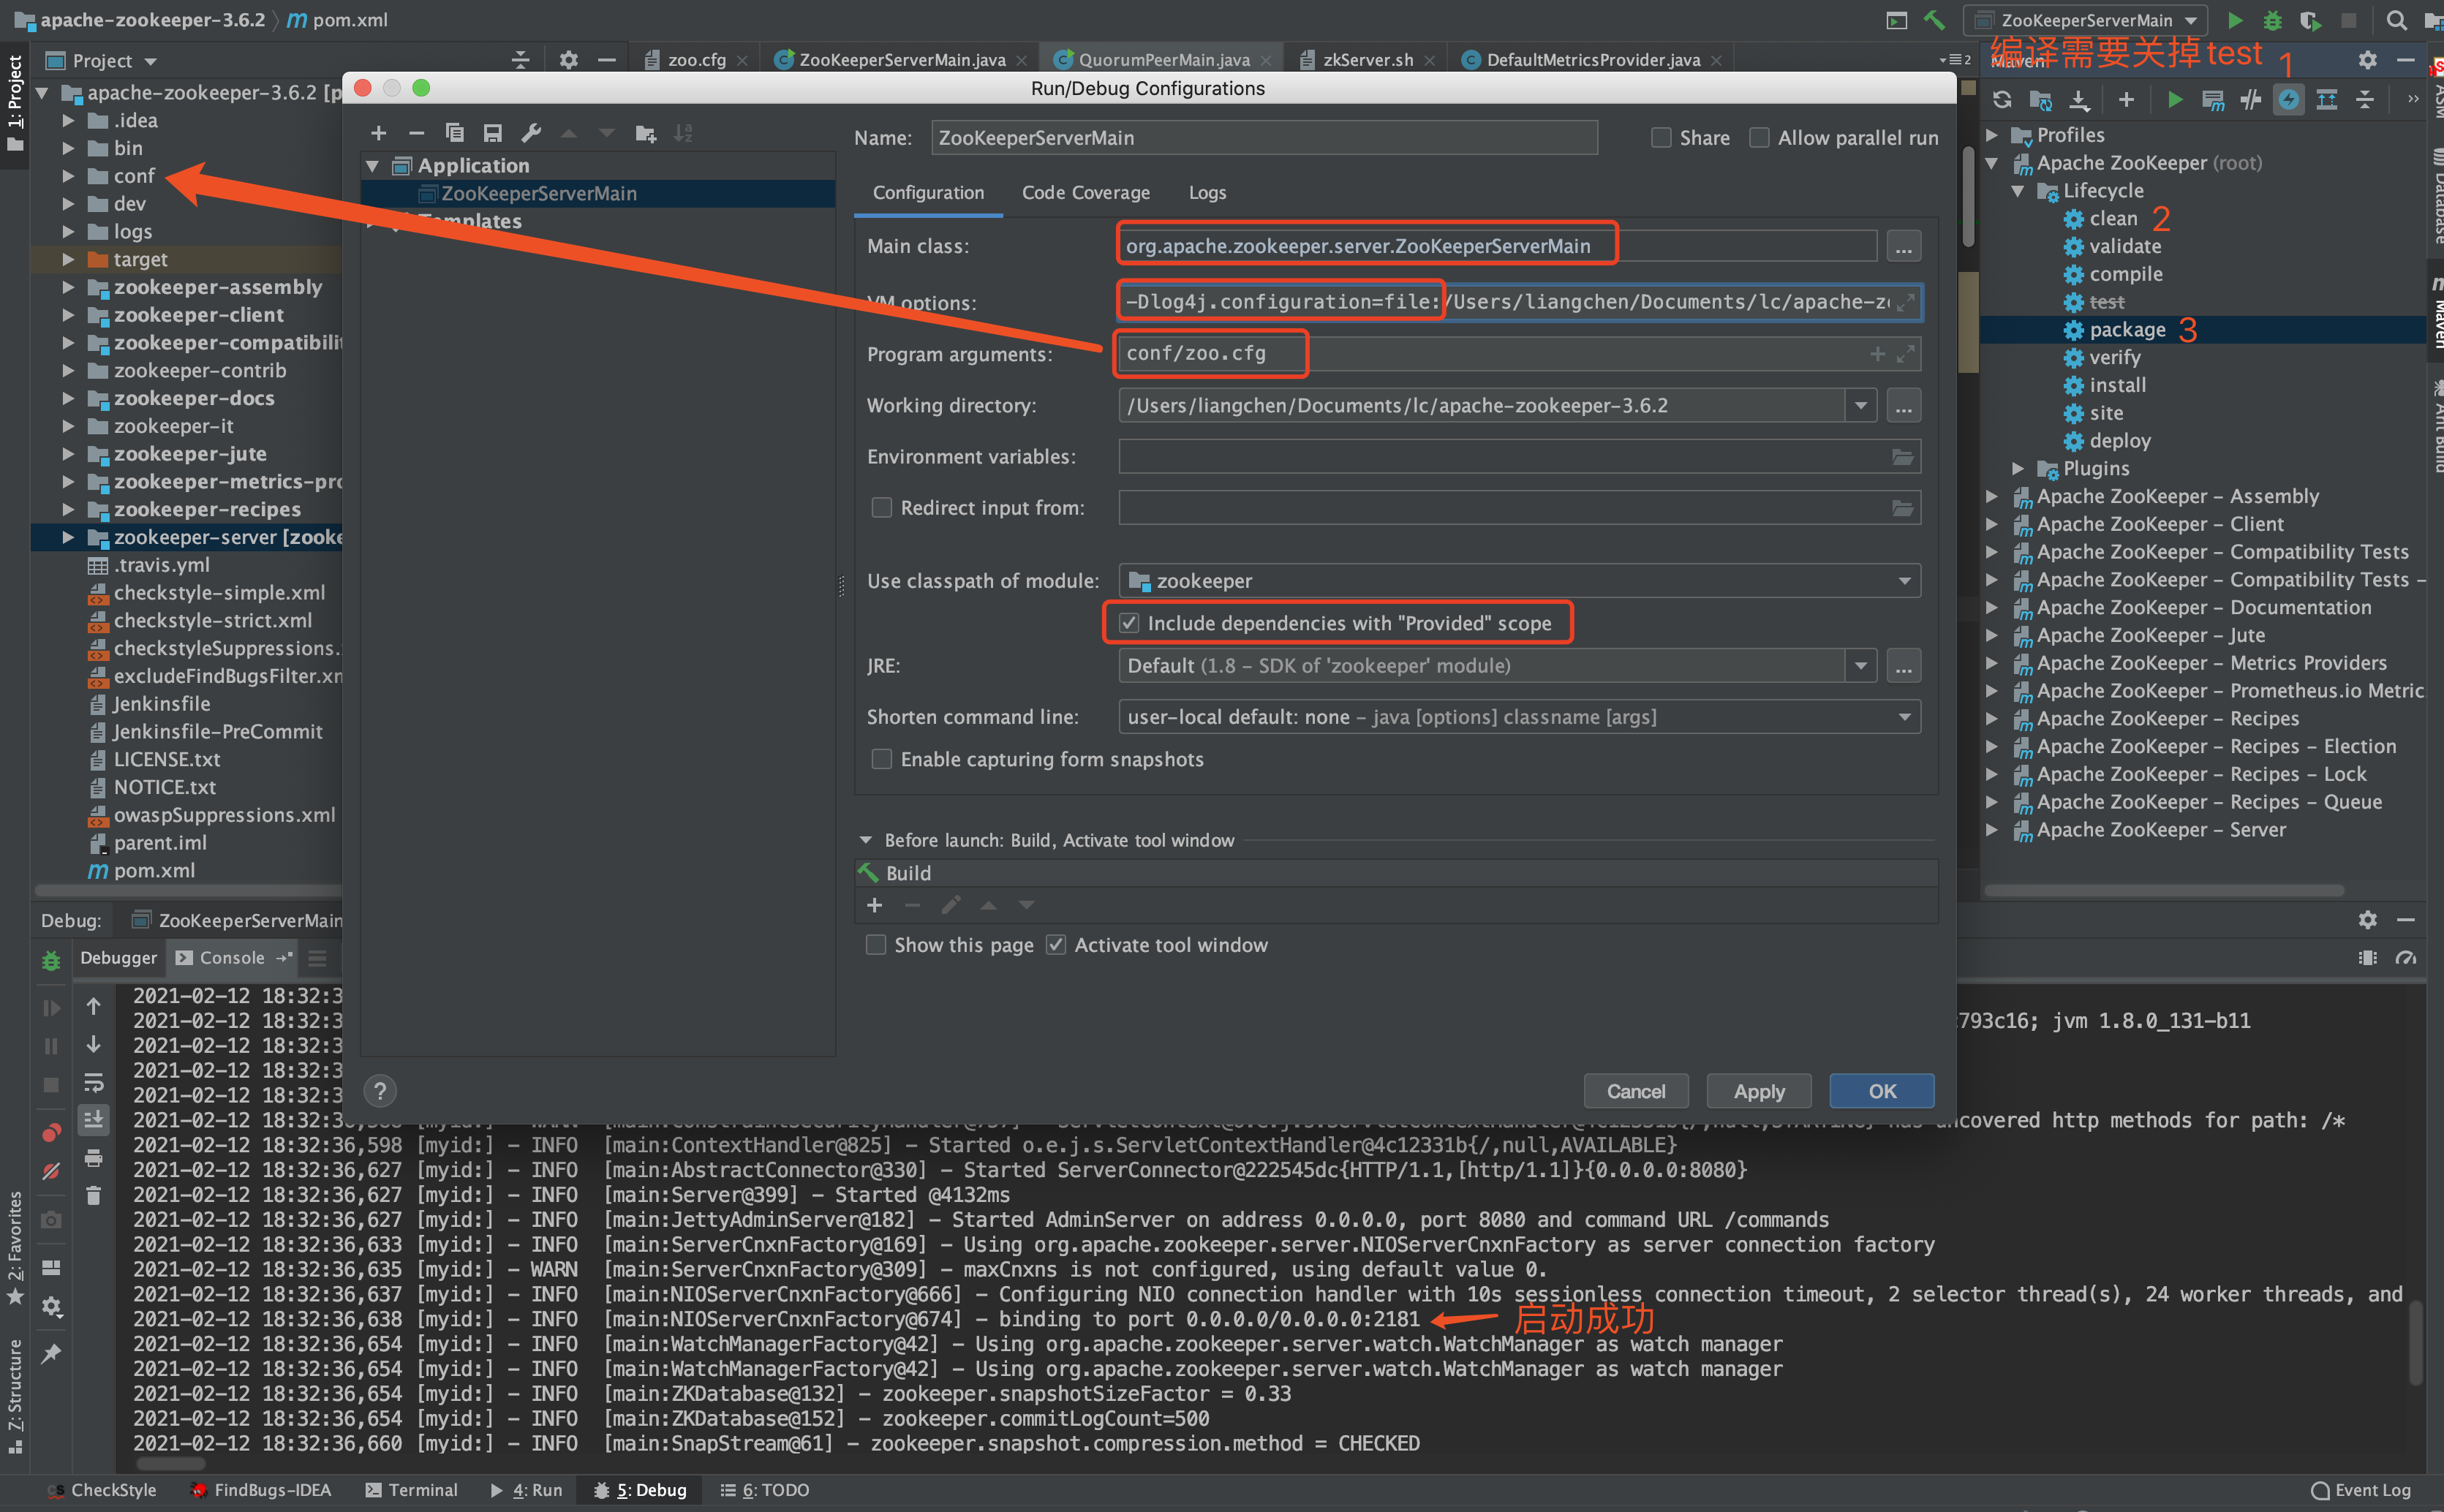 apache-zookeeper-3.6.2 pom.xml
ZooKeeperServerMain
Project
zoo.cfg
ZooKeeperServerMain.java
QuorumPeerMain.java
zkServer.sh
DefaultMetricsProvider.java
2
编译需要关掉test 1
Maven
1: Project
apache-zookeeper-3.6.2 [p
.idea
bin
conf
dev
logs
target
zookeeper-assembly
zookeeper-client
zookeeper-compatibilit
zookeeper-contrib
zookeeper-docs
zookeeper-it
zookeeper-jute
zookeeper-metrics-pro
zookeeper-recipes
zookeeper-server [zooke
.travis.yml
checkstyle-simple.xml
checkstyle-strict.xml
checkstyleSuppressions.
excludeFindBugsFilter.xn
Jenkinsfile
Jenkinsfile-PreCommit
LICENSE.txt
NOTICE.txt
owaspSuppressions.xml
parent.iml
pom.xml
Run/Debug Configurations
Application
ZooKeeperServerMain
Templates
Name: ZooKeeperServerMain
Share
Allow parallel run
Configuration
Code Coverage
Logs
Main class: org.apache.zookeeper.server.ZooKeeperServerMain
VM options: -Dlog4j.configuration=file:/Users/liangchen/Documents/lc/apache-z
Program arguments: conf/zoo.cfg
Working directory: /Users/liangchen/Documents/lc/apache-zookeeper-3.6.2
Environment variables:
Redirect input from:
Use classpath of module: zookeeper
Include dependencies with "Provided" scope
JRE: Default (1.8 – SDK of 'zookeeper' module)
Shorten command line: user-local default: none – java [options] classname [args]
Enable capturing form snapshots
Before launch: Build, Activate tool window
Build
Show this page
Activate tool window
?
Cancel
Apply
OK
Profiles
Apache ZooKeeper (root)
Lifecycle
clean 2
validate
compile
test
package 3
verify
install
site
deploy
Plugins
Apache ZooKeeper – Assembly
Apache ZooKeeper – Client
Apache ZooKeeper – Compatibility Tests
Apache ZooKeeper – Compatibility Tests –
Apache ZooKeeper – Documentation
Apache ZooKeeper – Jute
Apache ZooKeeper – Metrics Providers
Apache ZooKeeper – Prometheus.io Metric
Apache ZooKeeper – Recipes
Apache ZooKeeper – Recipes – Election
Apache ZooKeeper – Recipes – Lock
Apache ZooKeeper – Recipes – Queue
Apache ZooKeeper – Server
ASM
Database
Maven
Ant Build
Debug: ZooKeeperServerMain
Debugger
Console
2021-02-12 18:32:3
2021-02-12 18:32:3 793c16; jvm 1.8.0_131-b11
2021-02-12 18:32:3
2021-02-12 18:32:3
2021-02-12 18:32:3
2021-02-12 18:32:3 uncovered http methods for path: /*
2021-02-12 18:32:36,598 [myid:] - INFO [main:ContextHandler@825] - Started o.e.j.s.ServletContextHandler@4c12331b{/,null,AVAILABLE}
2021-02-12 18:32:36,627 [myid:] - INFO [main:AbstractConnector@330] - Started ServerConnector@222545dc{HTTP/1.1,[http/1.1]}{0.0.0.0:8080}
2021-02-12 18:32:36,627 [myid:] - INFO [main:Server@399] - Started @4132ms
2021-02-12 18:32:36,627 [myid:] - INFO [main:JettyAdminServer@182] - Started AdminServer on address 0.0.0.0, port 8080 and command URL /commands
2021-02-12 18:32:36,633 [myid:] - INFO [main:ServerCnxnFactory@169] - Using org.apache.zookeeper.server.NIOServerCnxnFactory as server connection factory
2021-02-12 18:32:36,635 [myid:] - WARN [main:ServerCnxnFactory@309] - maxCnxns is not configured, using default value 0.
2021-02-12 18:32:36,637 [myid:] - INFO [main:NIOServerCnxnFactory@666] - Configuring NIO connection handler with 10s sessionless connection timeout, 2 selector thread(s), 24 worker threads, and
2021-02-12 18:32:36,638 [myid:] - INFO [main:NIOServerCnxnFactory@674] - binding to port 0.0.0.0/0.0.0.0:2181 启动成功
2021-02-12 18:32:36,654 [myid:] - INFO [main:WatchManagerFactory@42] - Using org.apache.zookeeper.server.watch.WatchManager as watch manager
2021-02-12 18:32:36,654 [myid:] - INFO [main:WatchManagerFactory@42] - Using org.apache.zookeeper.server.watch.WatchManager as watch manager
2021-02-12 18:32:36,654 [myid:] - INFO [main:ZKDatabase@132] - zookeeper.snapshotSizeFactor = 0.33
2021-02-12 18:32:36,654 [myid:] - INFO [main:ZKDatabase@152] - zookeeper.commitLogCount=500
2021-02-12 18:32:36,660 [myid:] - INFO [main:SnapStream@61] - zookeeper.snapshot.compression.method = CHECKED
2: Favorites
Z: Structure
CheckStyle
FindBugs-IDEA
Terminal
4: Run
5: Debug
6: TODO
Event Log